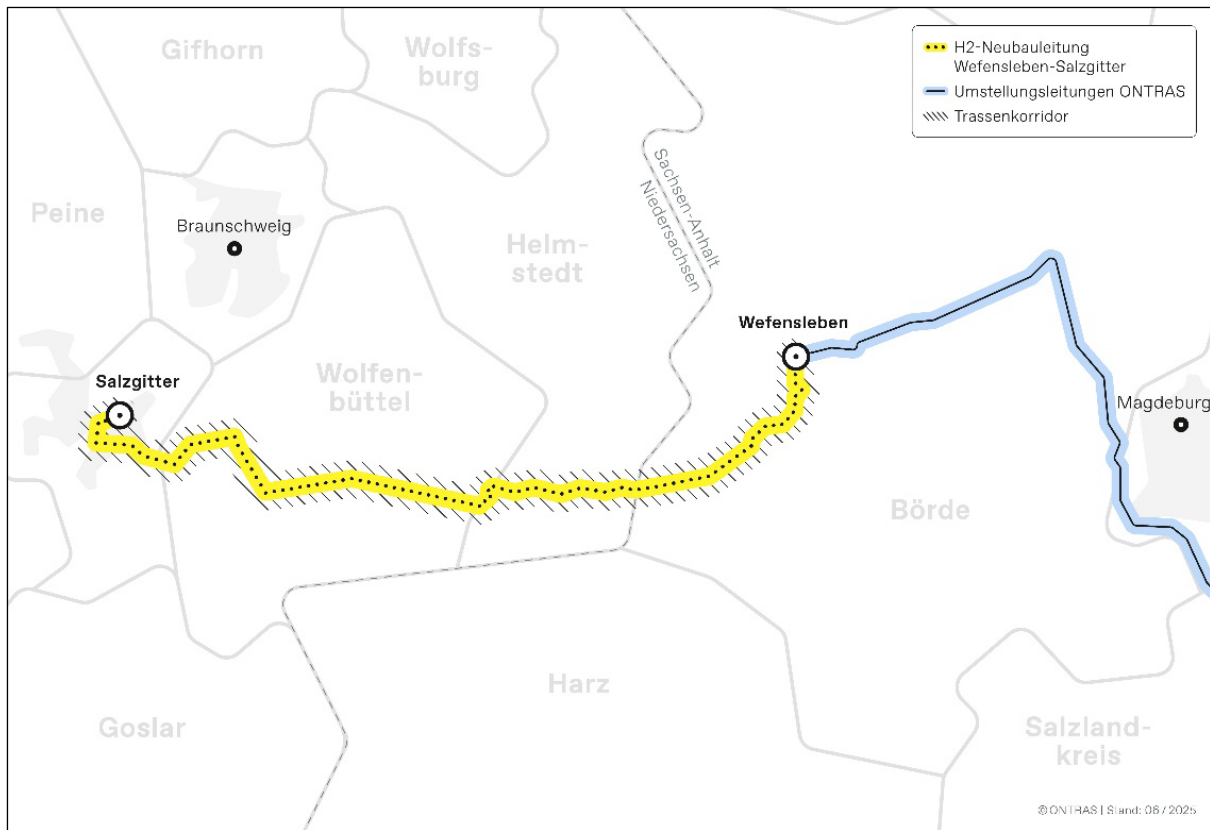 Gifhorn
Wolfs-
burg
H2-Neubauleitung
Wefensleben-Salzgitter
Umstellungsleitungen ONTRAS
Trassenkorridor
Peine
Braunschweig
Helm-
stedt
Sachsen-Anhalt
Niedersachsen
Wefensleben
Salzgitter
Wolfen-
büttel
Magdeburg
Börde
Harz
Goslar
Salzland-
kreis
©ONTRAS | Stand: 06 / 2025